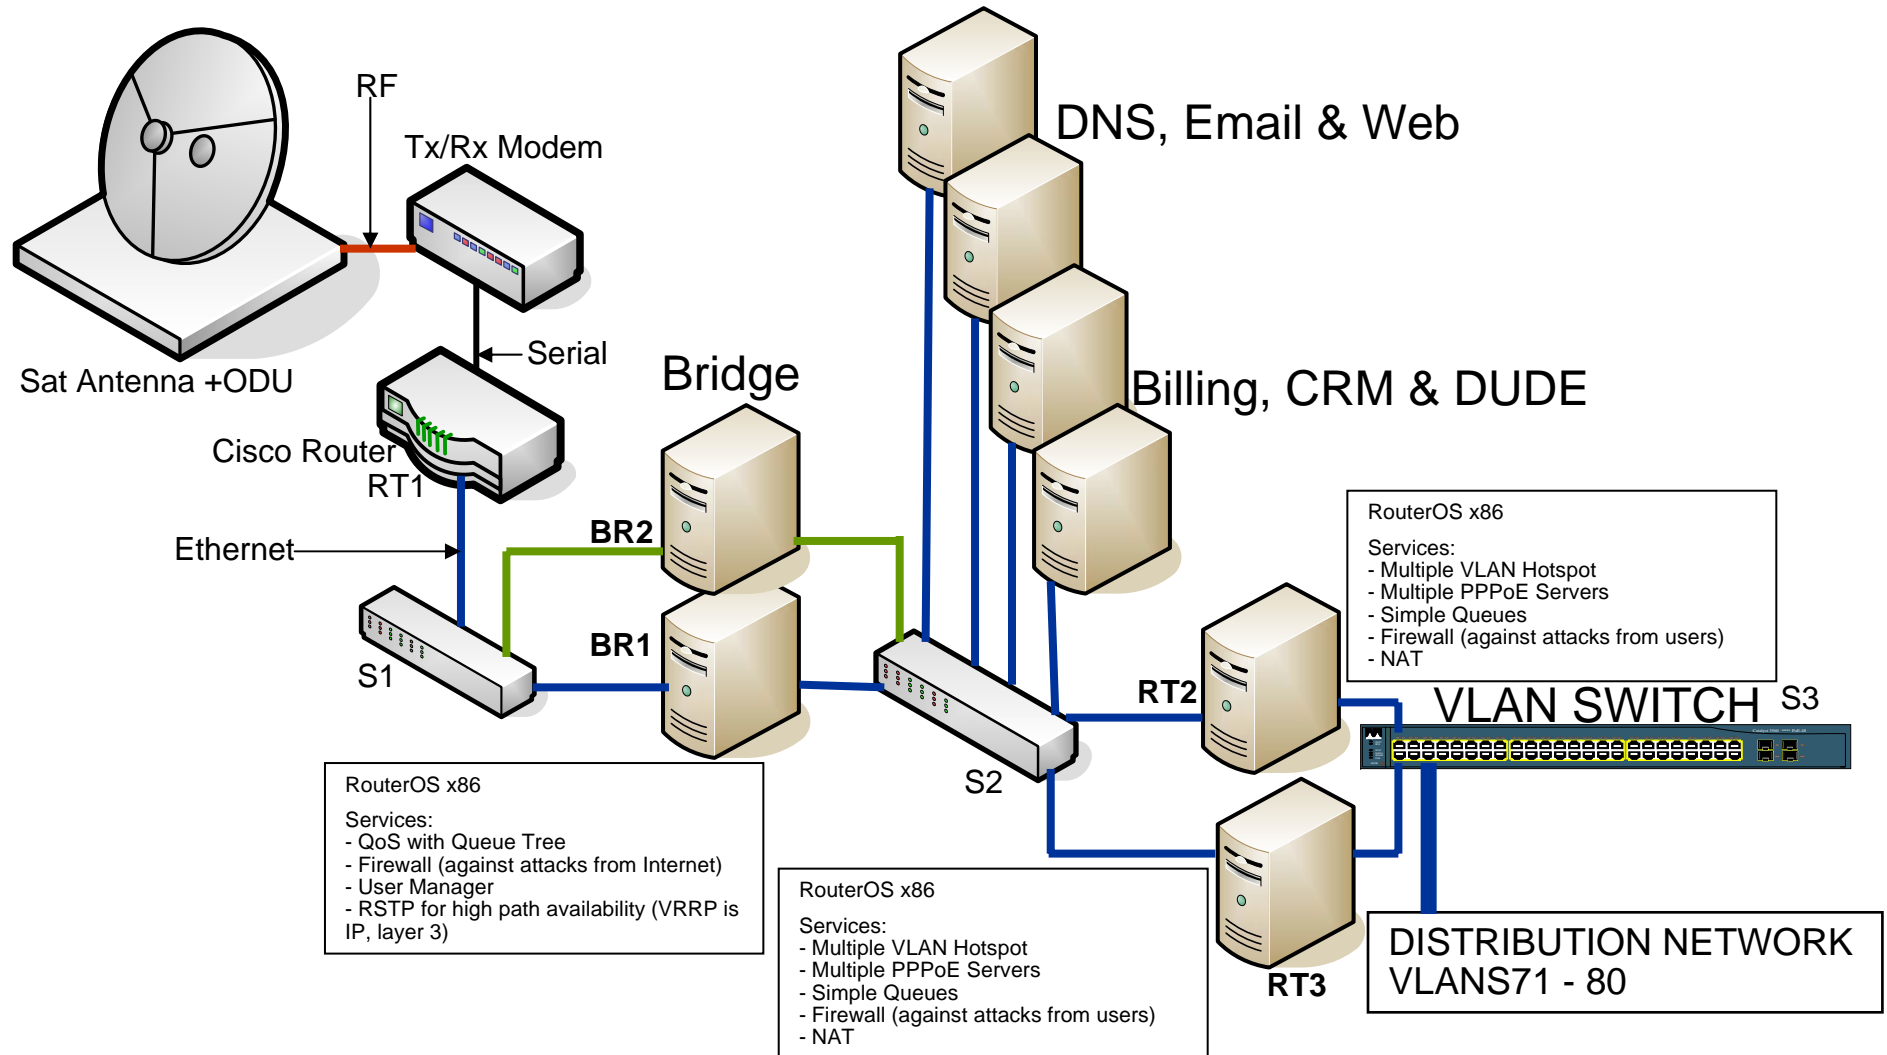 RF
Tx/Rx Modem
DNS, Email & Web
Serial
Sat Antenna +ODU
Bridge
Billing, CRM & DUDE
Cisco Router
RT1
Ethernet
BR2
BR1
S1
RouterOS x86
Services:
- Multiple VLAN Hotspot
- Multiple PPPoE Servers
- Simple Queues
- Firewall (against attacks from users)
- NAT
RT2
VLAN SWITCH S3
S2
RouterOS x86
Services:
- QoS with Queue Tree
- Firewall (against attacks from Internet)
- User Manager
- RSTP for high path availability (VRRP is
IP, layer 3)
RouterOS x86
Services:
- Multiple VLAN Hotspot
- Multiple PPPoE Servers
- Simple Queues
- Firewall (against attacks from users)
- NAT
RT3
DISTRIBUTION NETWORK
VLANS71 - 80